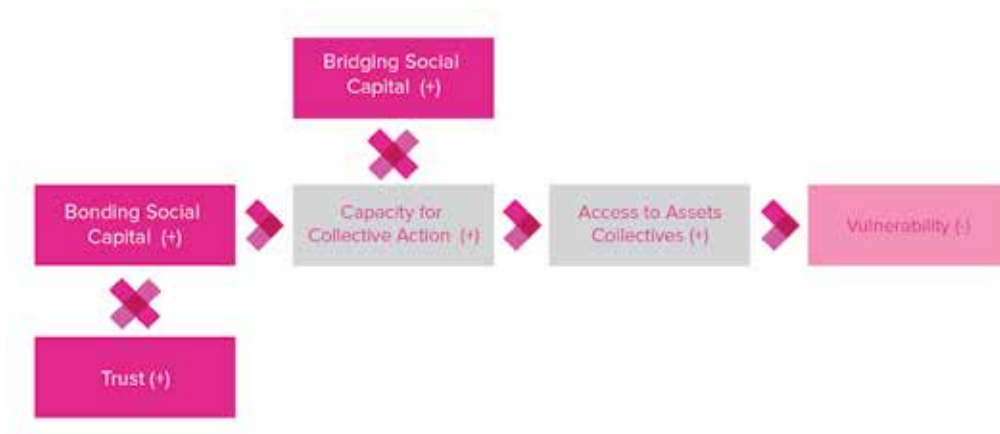 Bridging Social
Capital (+)
Bonding Social
Capital (+)
Capacity for
Collective Action (+)
Access to Assets
Collectives (+)
Vulnerability (-)
Trust (+)